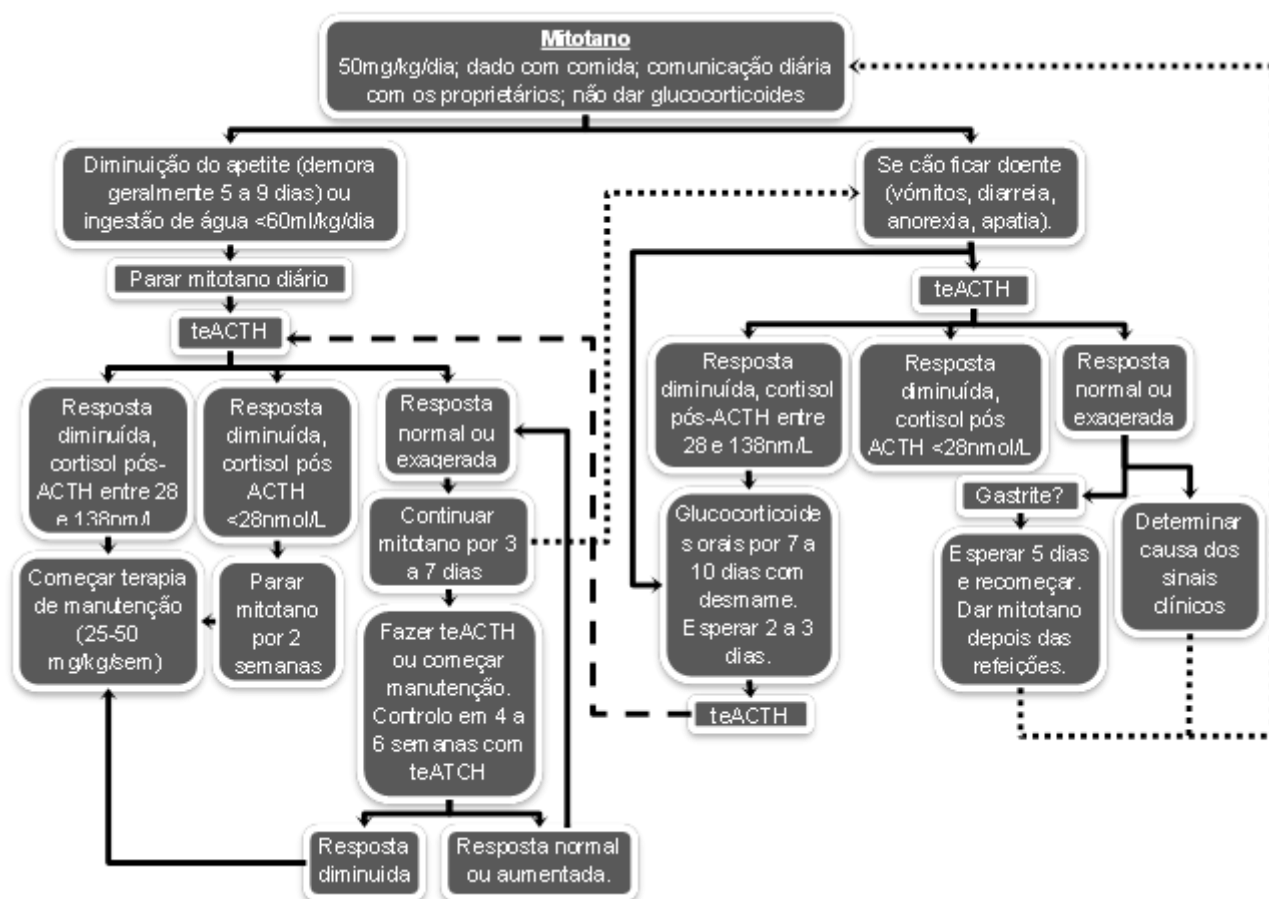 Mitotano
50mg/kg/dia; dado com comida; comunicação diária
com os proprietários; não dar glucocorticoides
Diminuição do apetite (demora
geralmente 5 a 9 dias) ou
ingestão de água <60ml/kg/dia
Parar mitotano diário
teACTH
Resposta
diminuída,
cortisol pós-
ACTH entre 28
e 138nm/L
Resposta
diminuída,
cortisol pós
ACTH
<28nmol/L
Resposta
normal ou
exagerada
Começar terapia
de manutenção
(25-50
mg/kg/sem)
Parar
mitotano
por 2
semanas
Continuar
mitotano por 3
a 7 dias
Fazer teACTH
ou começar
manutenção.
Controlo em 4 a
6 semanas com
teATCH
Resposta
diminuida
Resposta normal
ou aumentada.
Se cão ficar doente
(vómitos, diarreia,
anorexia, apatia).
teACTH
Resposta
diminuída, cortisol
pós-ACTH entre
28 e 138nm/L
Resposta
diminuída,
cortisol pós
ACTH <28nmol/L
Resposta
normal ou
exagerada
Glucocorticoide
s orais por 7 a
10 dias com
desmame.
Esperar 2 a 3
dias.
teACTH
Gastrite?
Esperar 5 dias
e recomeçar.
Dar mitotano
depois das
refeições.
Determinar
causa dos
sinais
clínicos